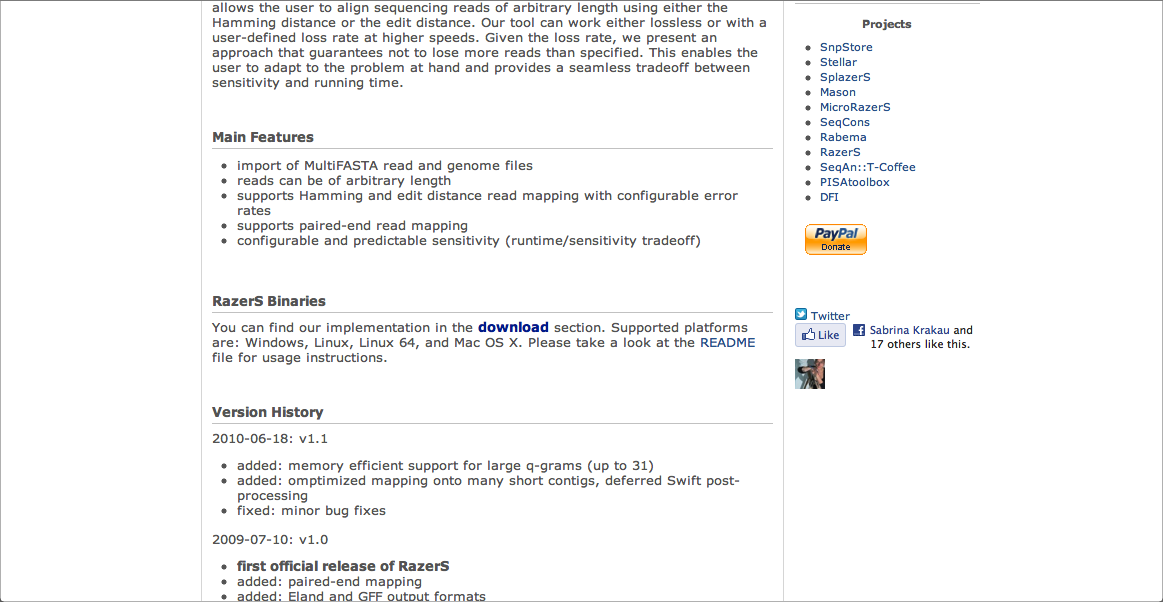 allows the user to align sequencing reads of arbitrary length using either the
Hamming distance or the edit distance. Our tool can work either lossless or with a
user-defined loss rate at higher speeds. Given the loss rate, we present an
approach that guarantees not to lose more reads than specified. This enables the
user to adapt to the problem at hand and provides a seamless tradeoff between
sensitivity and running time.
Main Features
import of MultiFASTA read and genome files
reads can be of arbitrary length
supports Hamming and edit distance read mapping with configurable error
rates
supports paired-end read mapping
configurable and predictable sensitivity (runtime/sensitivity tradeoff)
RazerS Binaries
You can find our implementation in the download section. Supported platforms
are: Windows, Linux, Linux 64, and Mac OS X. Please take a look at the README
file for usage instructions.
Version History
2010-06-18: v1.1
added: memory efficient support for large q-grams (up to 31)
added: omptimized mapping onto many short contigs, deferred Swift post-
processing
fixed: minor bug fixes
2009-07-10: v1.0
first official release of RazerS
added: paired-end mapping
added: Eland and GFF output formats
Projects
SnpStore
Stellar
SplazerS
Mason
MicroRazerS
SeqCons
Rabema
RazerS
SeqAn::T-Coffee
PISAtoolbox
DFI
PayPal
Donate
Twitter
Like
Sabrina Krakau and
17 others like this.